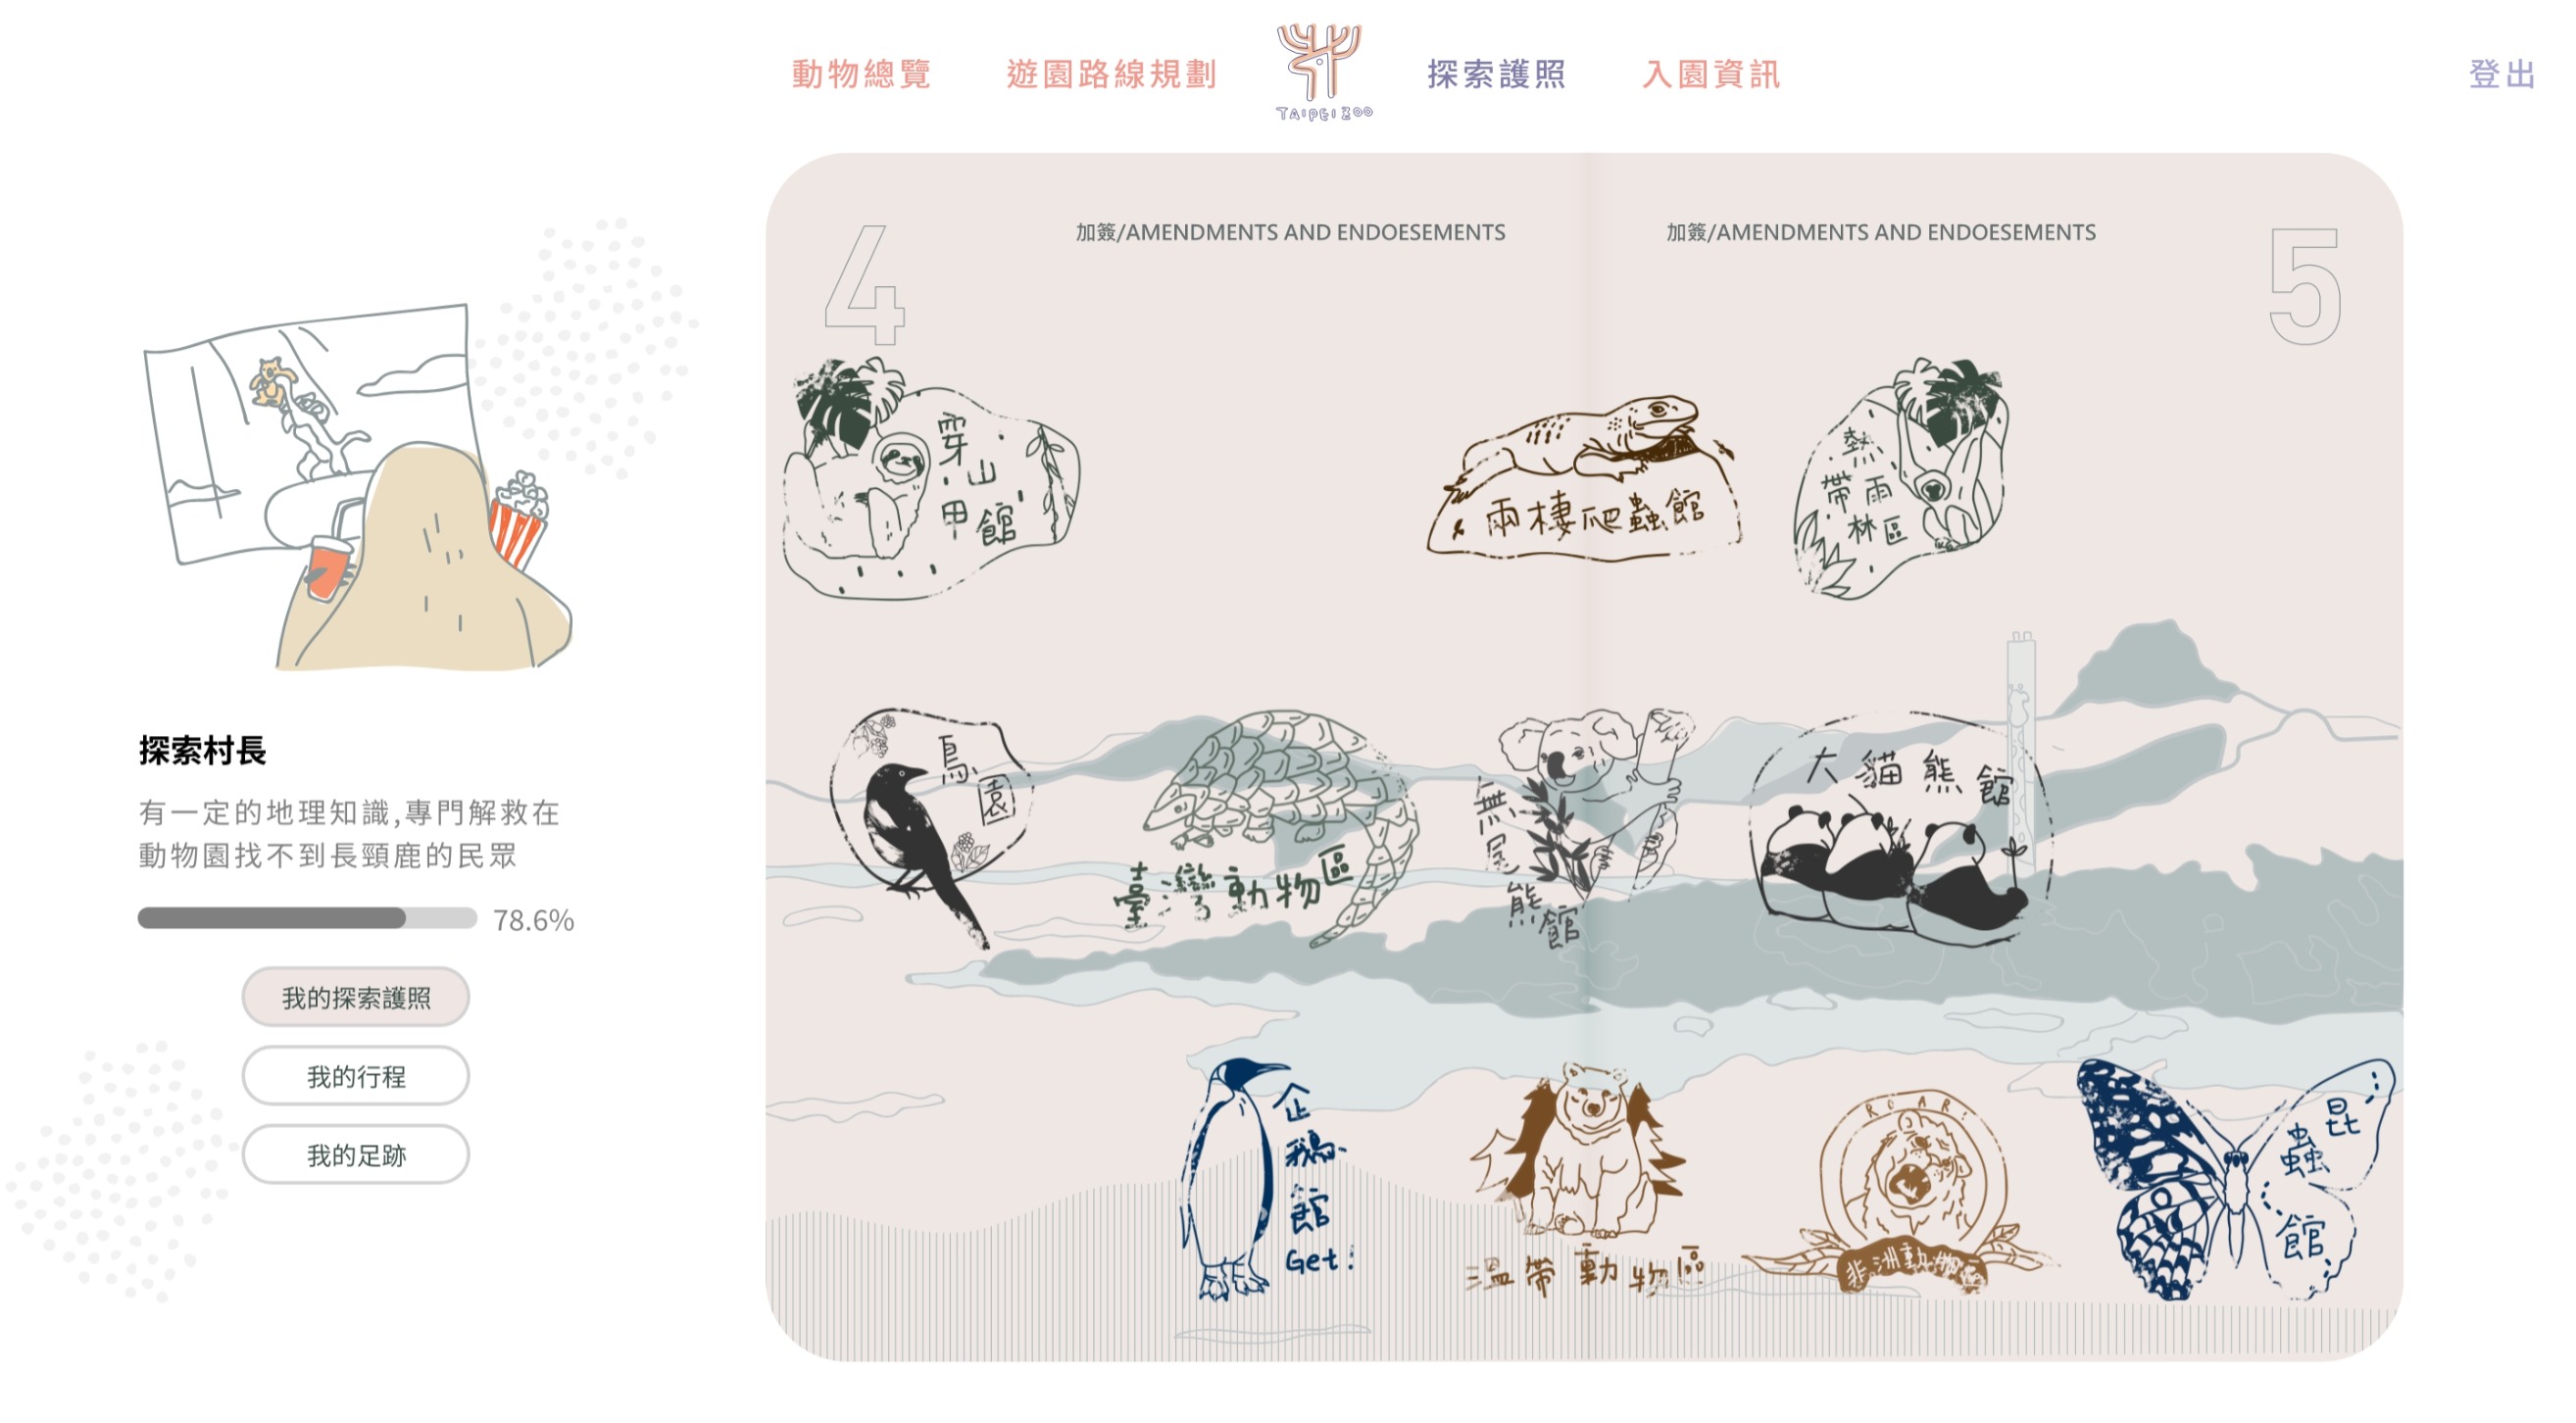 動物總覽
遊園路線規劃
TAIPEI ZOO
探索護照
入園資訊
登出
4
加簽/AMENDMENTS AND ENDOESEMENTS
加簽/AMENDMENTS AND ENDOESEMENTS
5
穿山甲館
兩棲爬蟲館
熱
帶雨
林區
鳥園
臺灣動物區
無尾熊館
大貓熊館
企鵝館
Get!
溫帶動物區
ROAR!
非洲動物區
昆蟲館
探索村長
有一定的地理知識,專門解救在
動物園找不到長頸鹿的民眾
78.6%
我的探索護照
我的行程
我的足跡